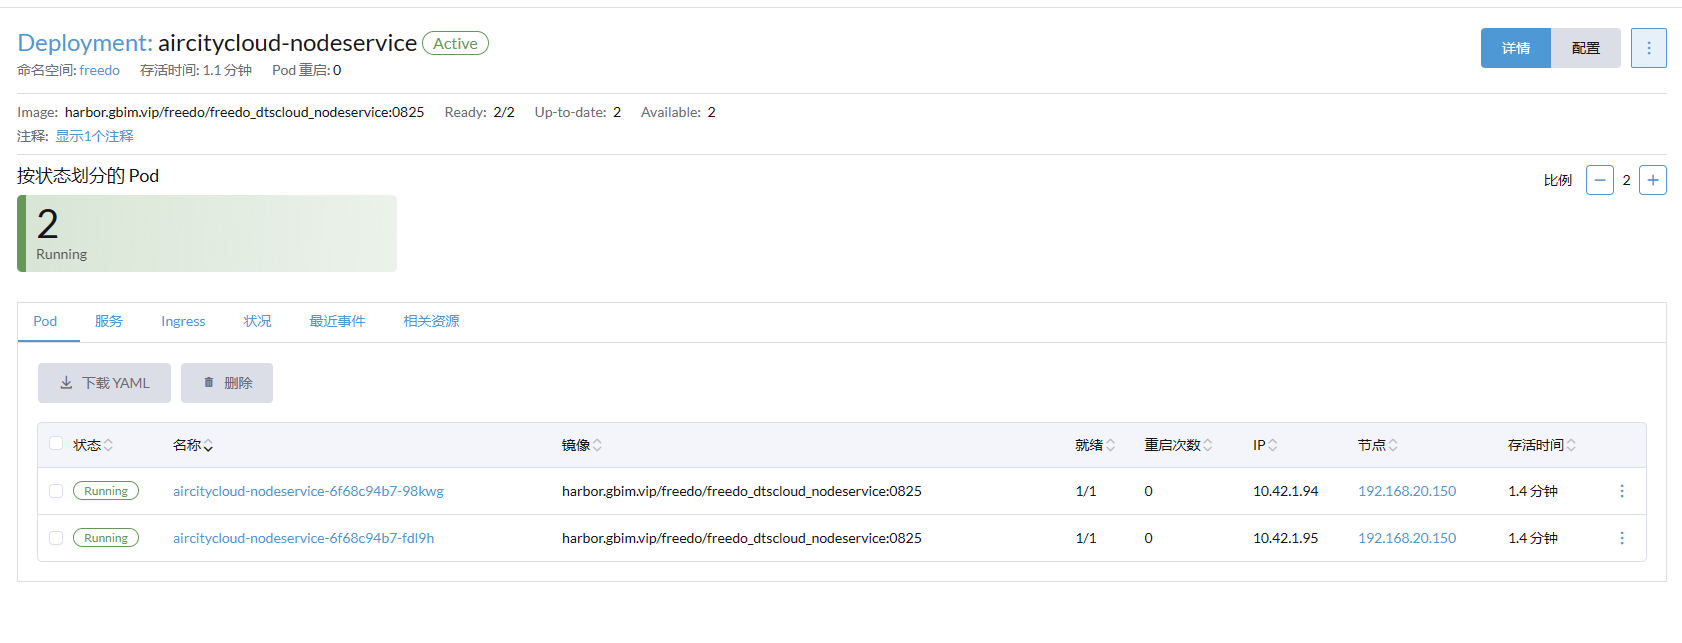 Deployment: aircitycloud-nodeservice Active
详情 配置
命名空间: freedo 存活时间: 1.1 分钟 Pod 重启: 0
Image: harbor.gbim.vip/freedo/freedo_dtscloud_nodeservice:0825 Ready: 2/2 Up-to-date: 2 Available: 2
注释: 显示1个注释
按状态划分的 Pod
比例 2
2
Running
Pod 服务 Ingress 状况 最近事件 相关资源
下载 YAML 删除
状态 名称 镜像 就绪 重启次数 IP 节点 存活时间
Running aircitycloud-nodeservice-6f68c94b7-98kwg harbor.gbim.vip/freedo/freedo_dtscloud_nodeservice:0825 1/1 0 10.42.1.94 192.168.20.150 1.4 分钟
Running aircitycloud-nodeservice-6f68c94b7-fdl9h harbor.gbim.vip/freedo/freedo_dtscloud_nodeservice:0825 1/1 0 10.42.1.95 192.168.20.150 1.4 分钟